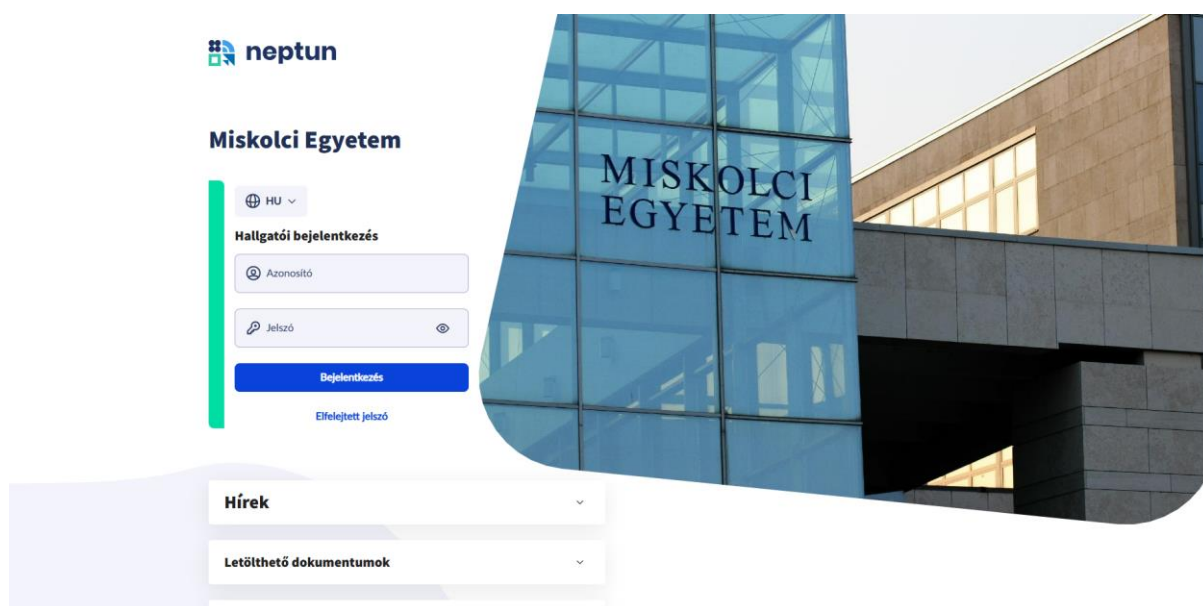 neptun
Miskolci Egyetem
HU
Hallgatói bejelentkezés
Azonosító
Jelszó
Bejelentkezés
Elfelejtett jelszó
MISKOLCI
EGYETEM
Hírek
Letölthető dokumentumok